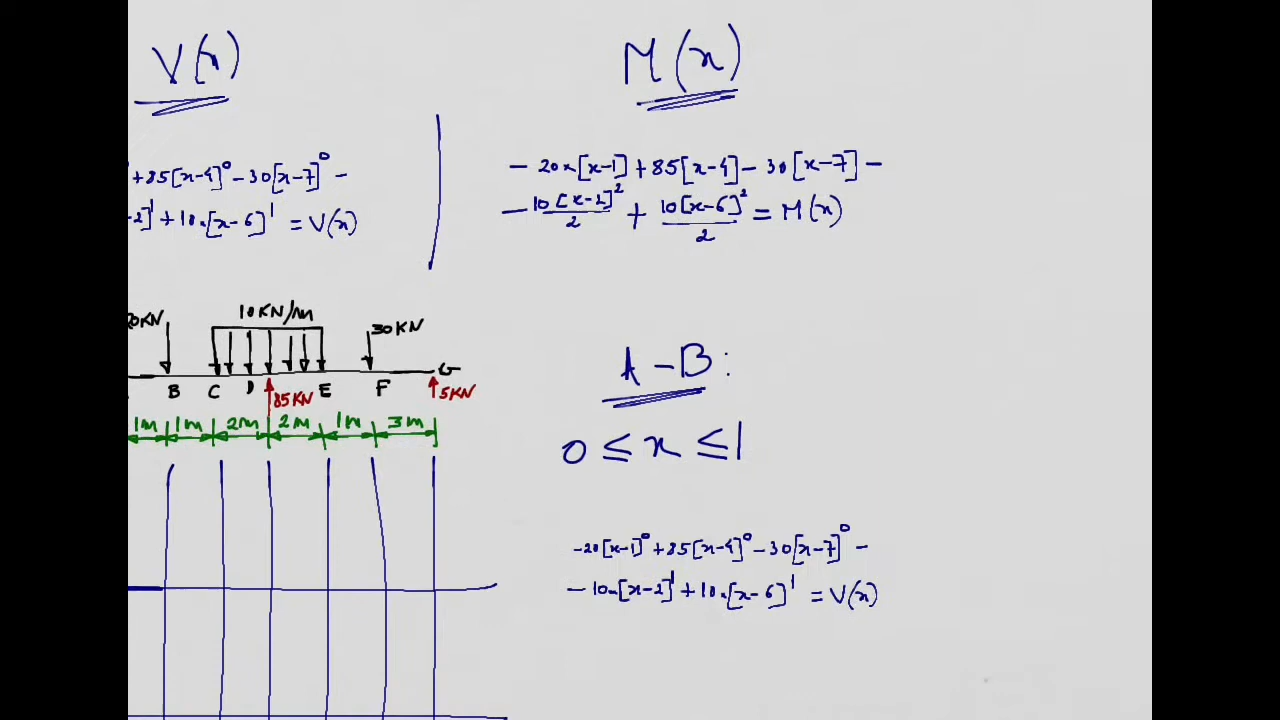 V(x)
M(x)
+85[x-4]⁰ -30[x-7]⁰ -
-2]¹ +10.[x-6]¹ = V(x)
- 20×[x-1] +85[x-4] - 30[x-7] -
- 10[x-2]²/2 + 10[x-6]²/2 = M(x)
20KN
10KN/m
30KN
B C D E F G
85KN
5KN
1m 1m 2m 2m 1m 3m
A-B:
0 ≤ x ≤ 1
-20[x-1]⁰ +85[x-4]⁰ -30[x-7]⁰ -
- 10.[x-2]¹ +10.[x-6]¹ = V(x)